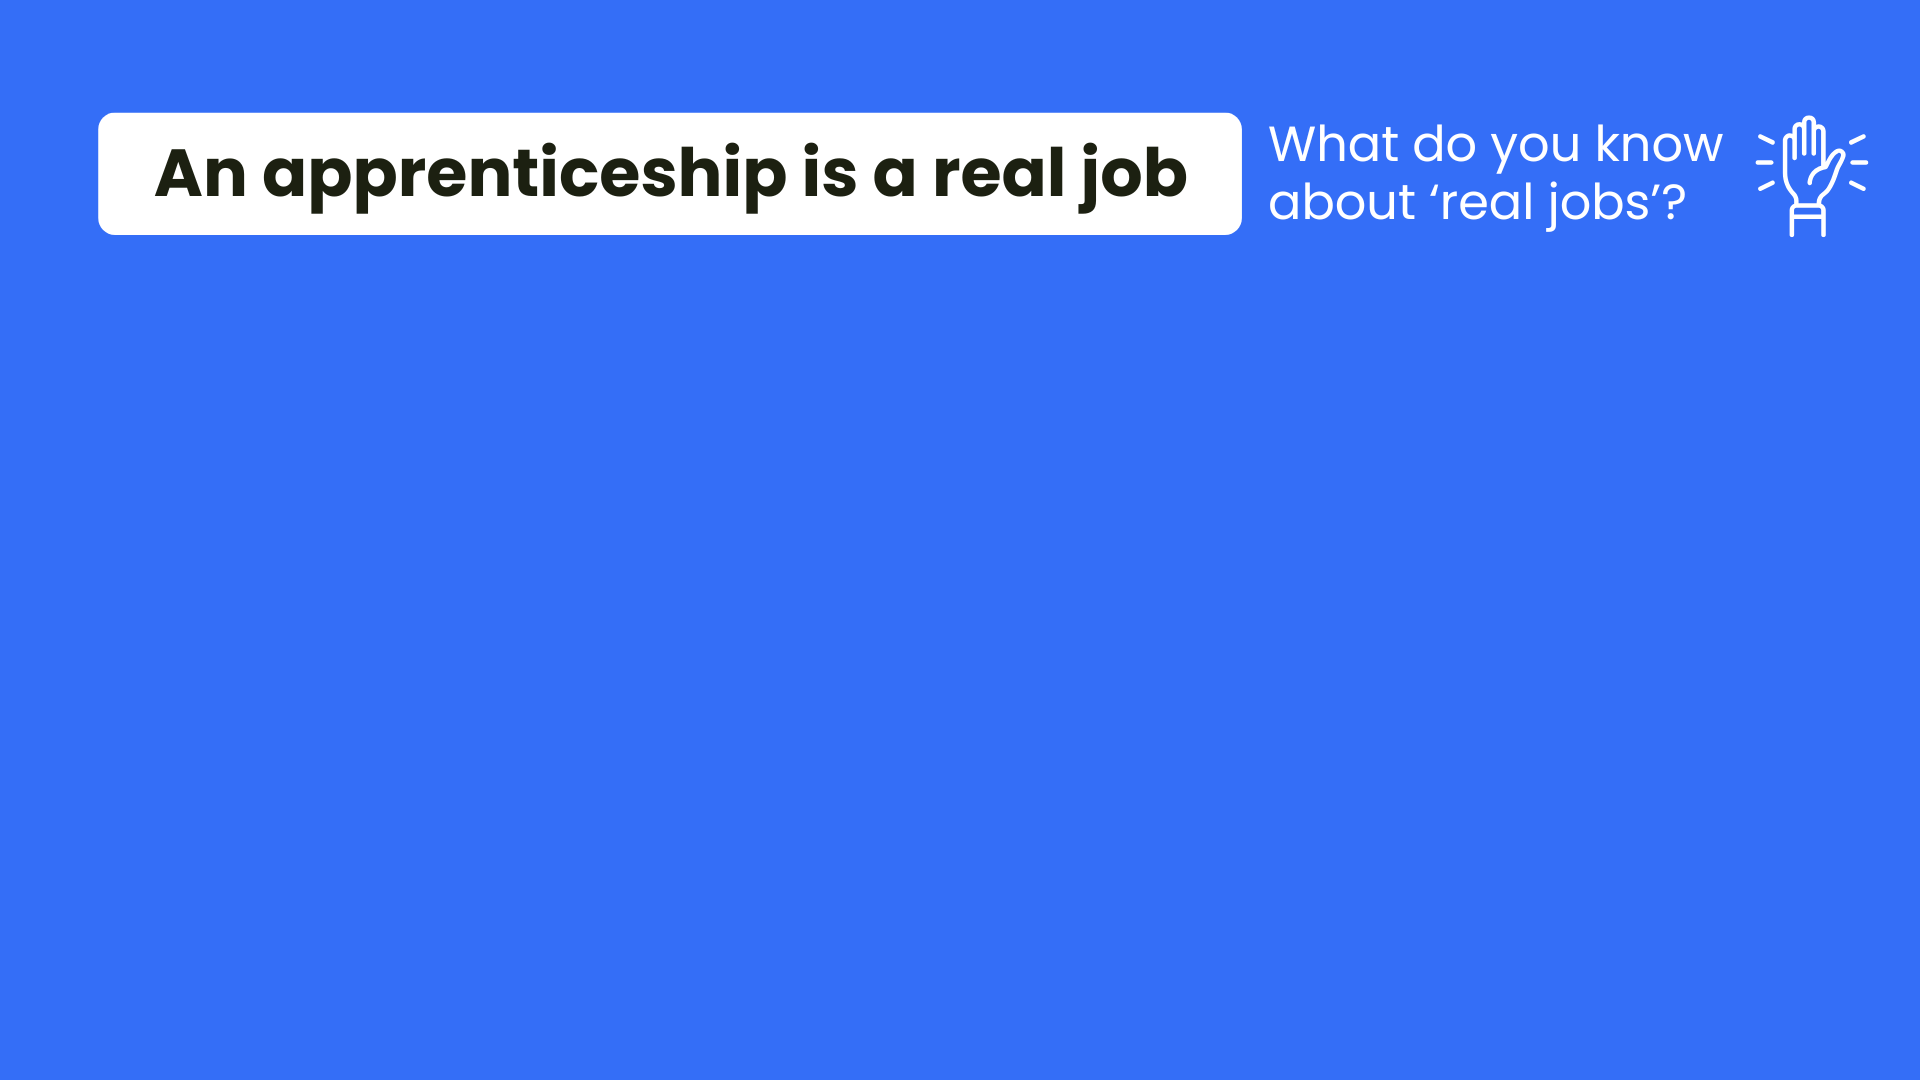 An apprenticeship is a real job
What do you know
about ‘real jobs’?